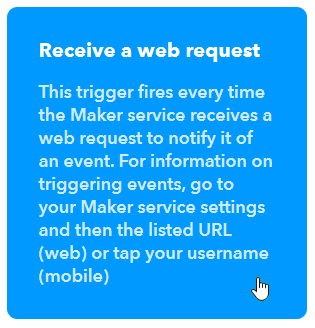 Receive a web request
This trigger fires every time
the Maker service receives a
web request to notify it of
an event. For information on
triggering events, go to
your Maker service settings
and then the listed URL
(web) or tap your username
(mobile)